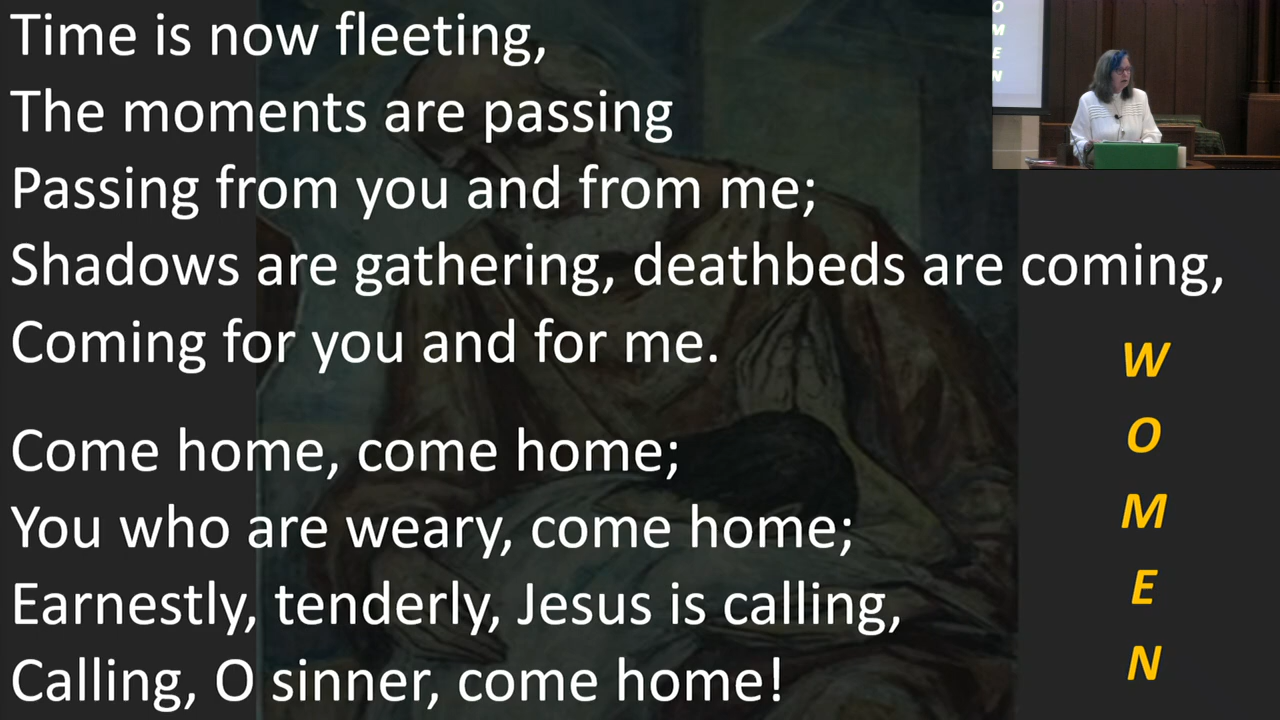 Time is now fleeting,
The moments are passing
Passing from you and from me;
Shadows are gathering, deathbeds are coming,
Coming for you and for me.
Come home, come home;
You who are weary, come home;
Earnestly, tenderly, Jesus is calling,
Calling, O sinner, come home!
W
O
M
E
N
O
M
E
N